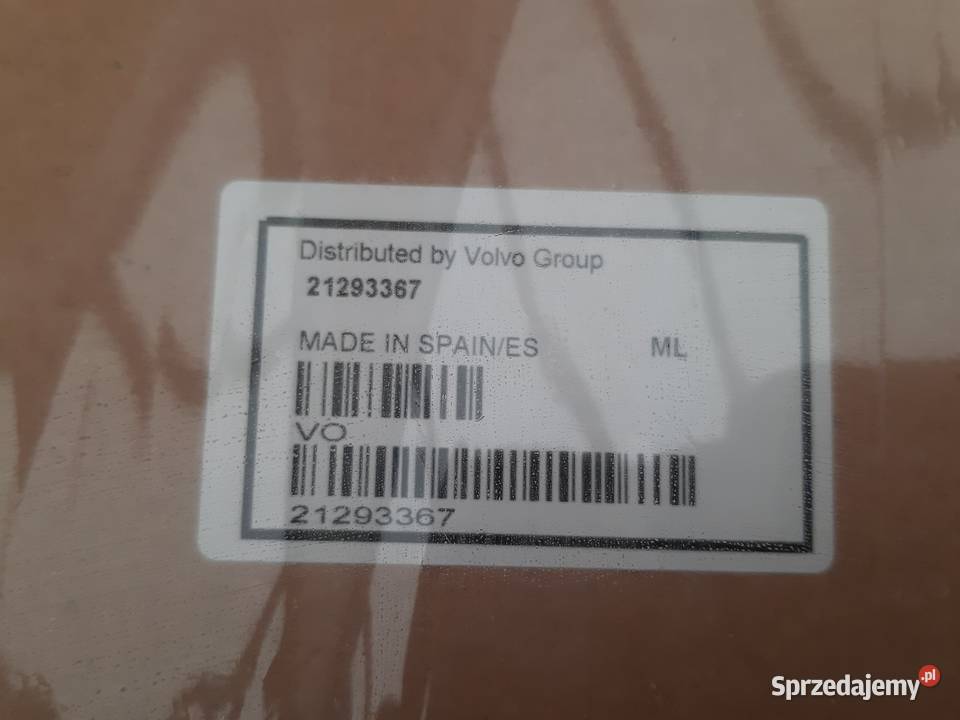 Distributed by Volvo Group
21293367
MADE IN SPAIN/ES ML
VO
21293367
Sprzedajemy.pl